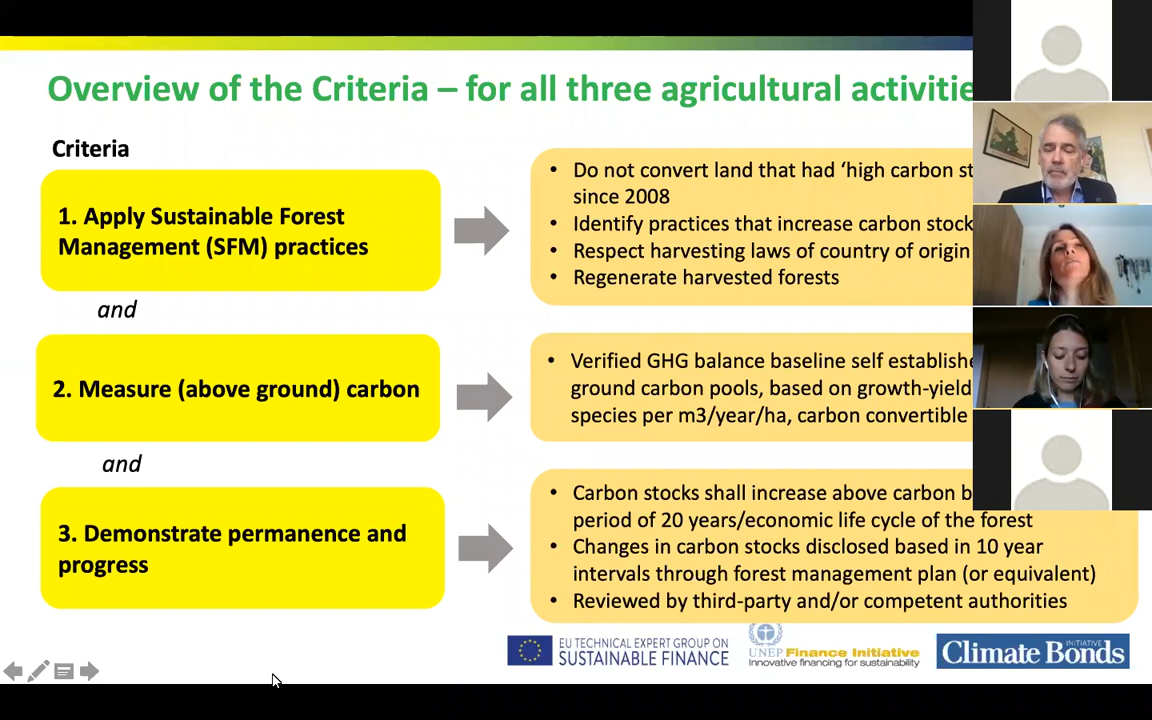 Overview of the Criteria – for all three agricultural activitie
Criteria
1. Apply Sustainable Forest
Management (SFM) practices
• Do not convert land that had ‘high carbon st
since 2008
• Identify practices that increase carbon stock
• Respect harvesting laws of country of origin
• Regenerate harvested forests
and
2. Measure (above ground) carbon
• Verified GHG balance baseline self establishe
ground carbon pools, based on growth-yield
species per m3/year/ha, carbon convertible
and
3. Demonstrate permanence and
progress
• Carbon stocks shall increase above carbon b
period of 20 years/economic life cycle of the forest
• Changes in carbon stocks disclosed based in 10 year
intervals through forest management plan (or equivalent)
• Reviewed by third-party and/or competent authorities
EU TECHNICAL EXPERT GROUP ON
SUSTAINABLE FINANCE
UNEP Finance Initiative
Innovative financing for sustainability
Climate Bonds
INITIATIVE